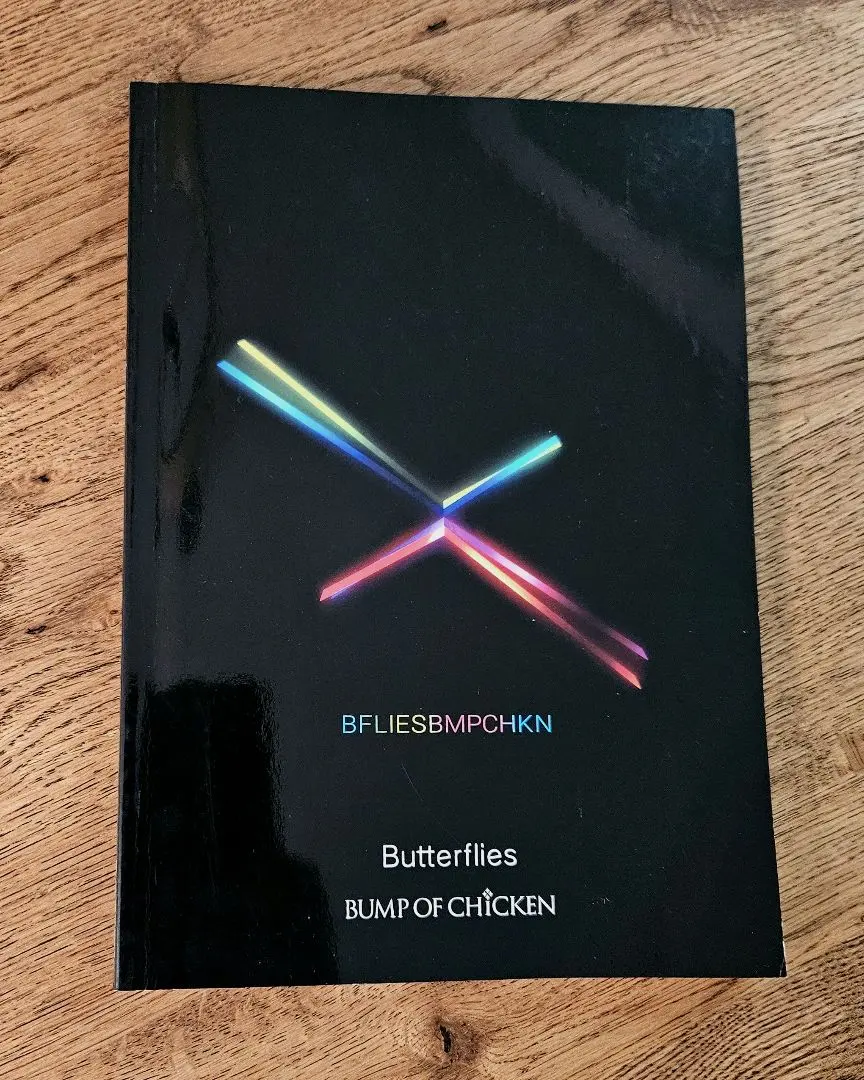 BFLIESBMPCHKN
Butterflies
BUMP OF CHICKEN